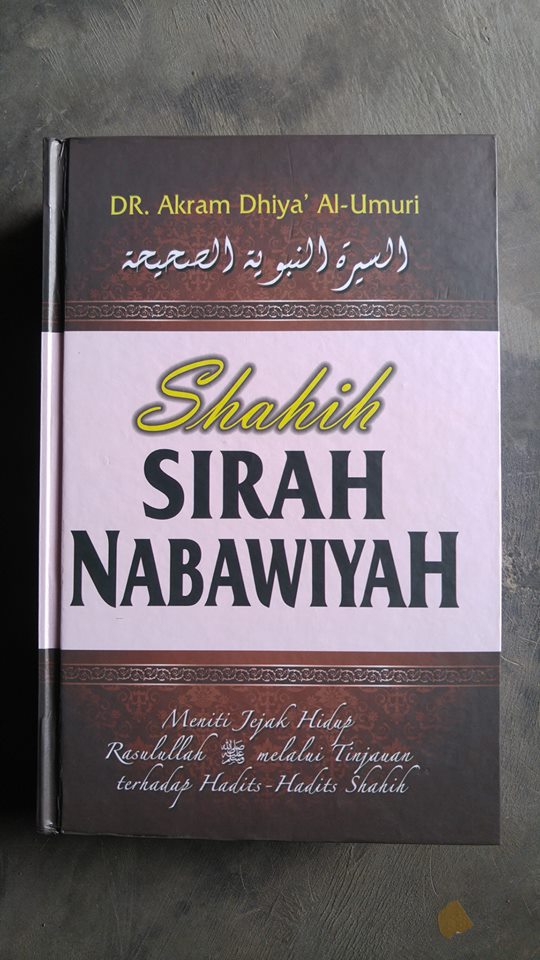 DR. Akram Dhiya' Al-Umuri
السيرة النبوية الصحيحة
Shahih
SIRAH
NABAWIYAH
Meniti Jejak Hidup
Rasulullah ﷺ melalui Tinjauan
terhadap Hadits-Hadits Shahih